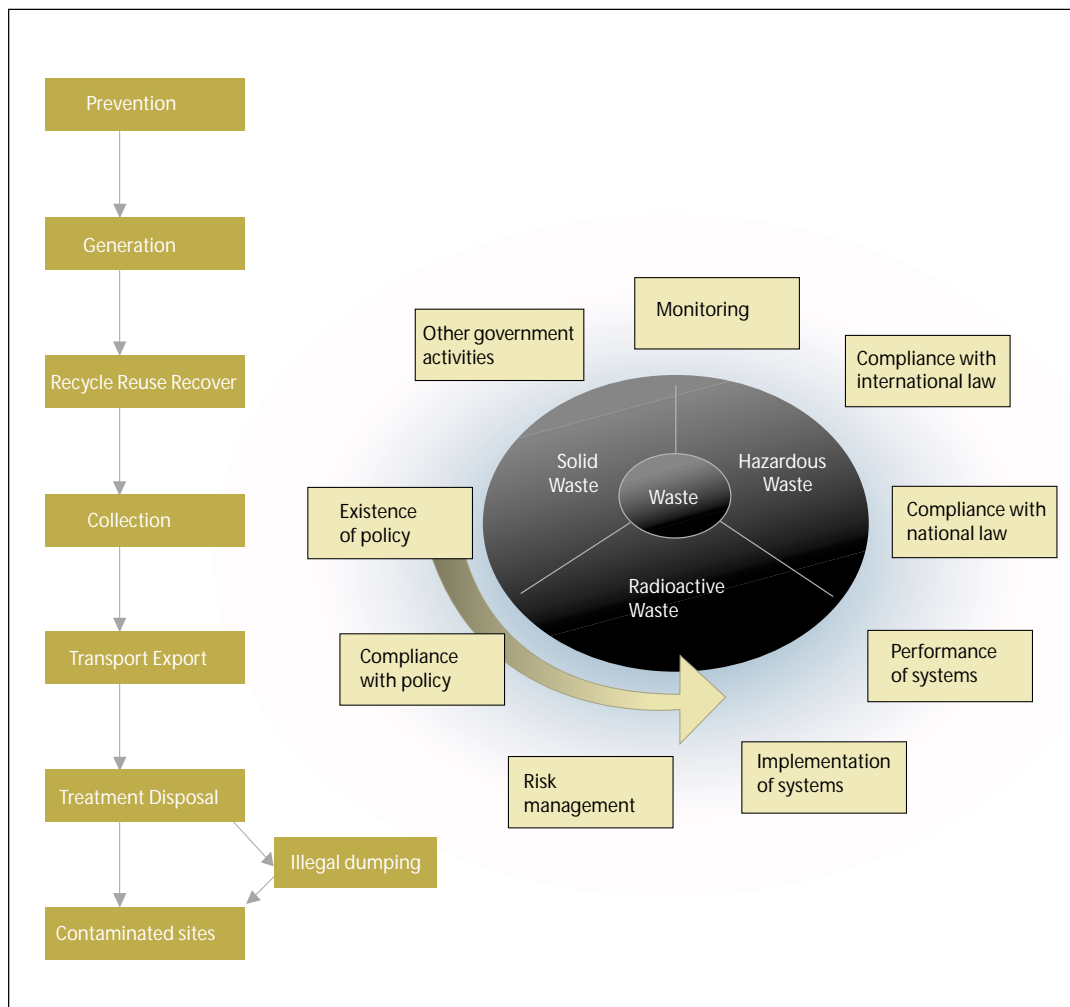 Prevention
Generation
Recycle Reuse Recover
Collection
Transport Export
Treatment Disposal
Illegal dumping
Contaminated sites
Monitoring
Other government
activities
Compliance with
international law
Solid
Waste
Waste
Hazardous
Waste
Radioactive
Waste
Existence
of policy
Compliance with
national law
Compliance
with policy
Performance
of systems
Risk
management
Implementation
of systems